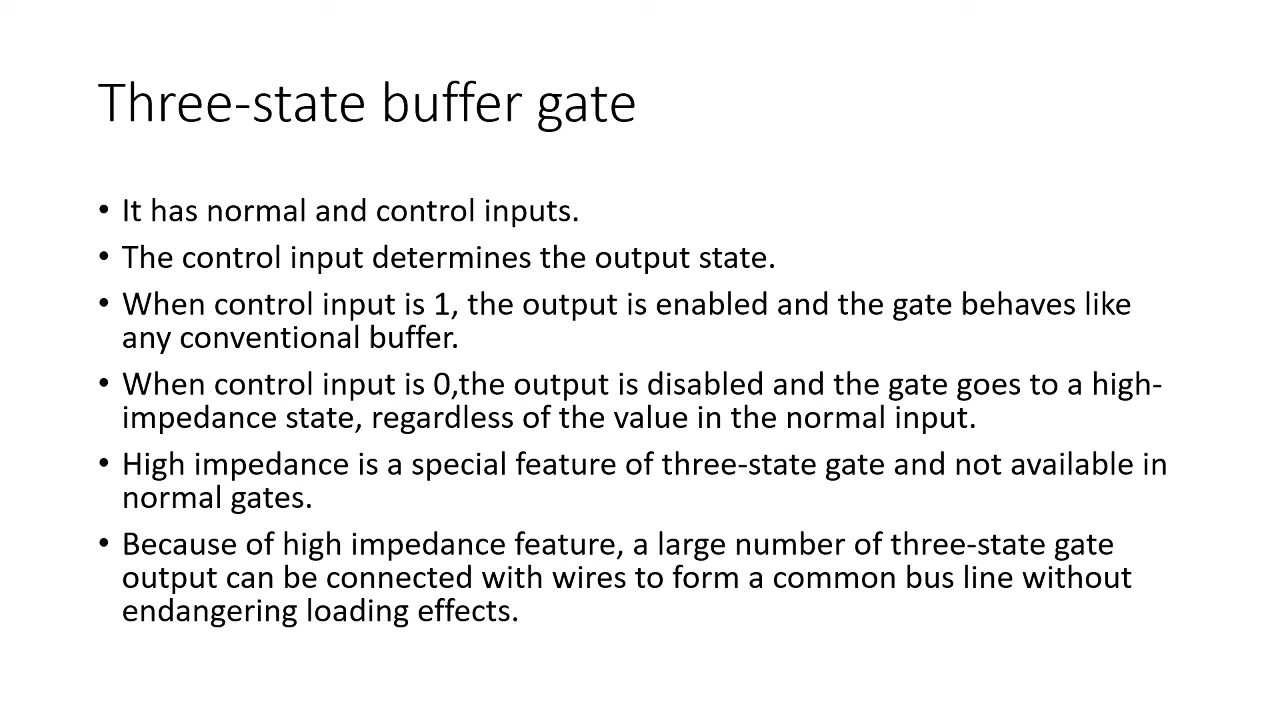 Three-state buffer gate
• It has normal and control inputs.
• The control input determines the output state.
• When control input is 1, the output is enabled and the gate behaves like
any conventional buffer.
• When control input is 0,the output is disabled and the gate goes to a high-
impedance state, regardless of the value in the normal input.
• High impedance is a special feature of three-state gate and not available in
normal gates.
• Because of high impedance feature, a large number of three-state gate
output can be connected with wires to form a common bus line without
endangering loading effects.